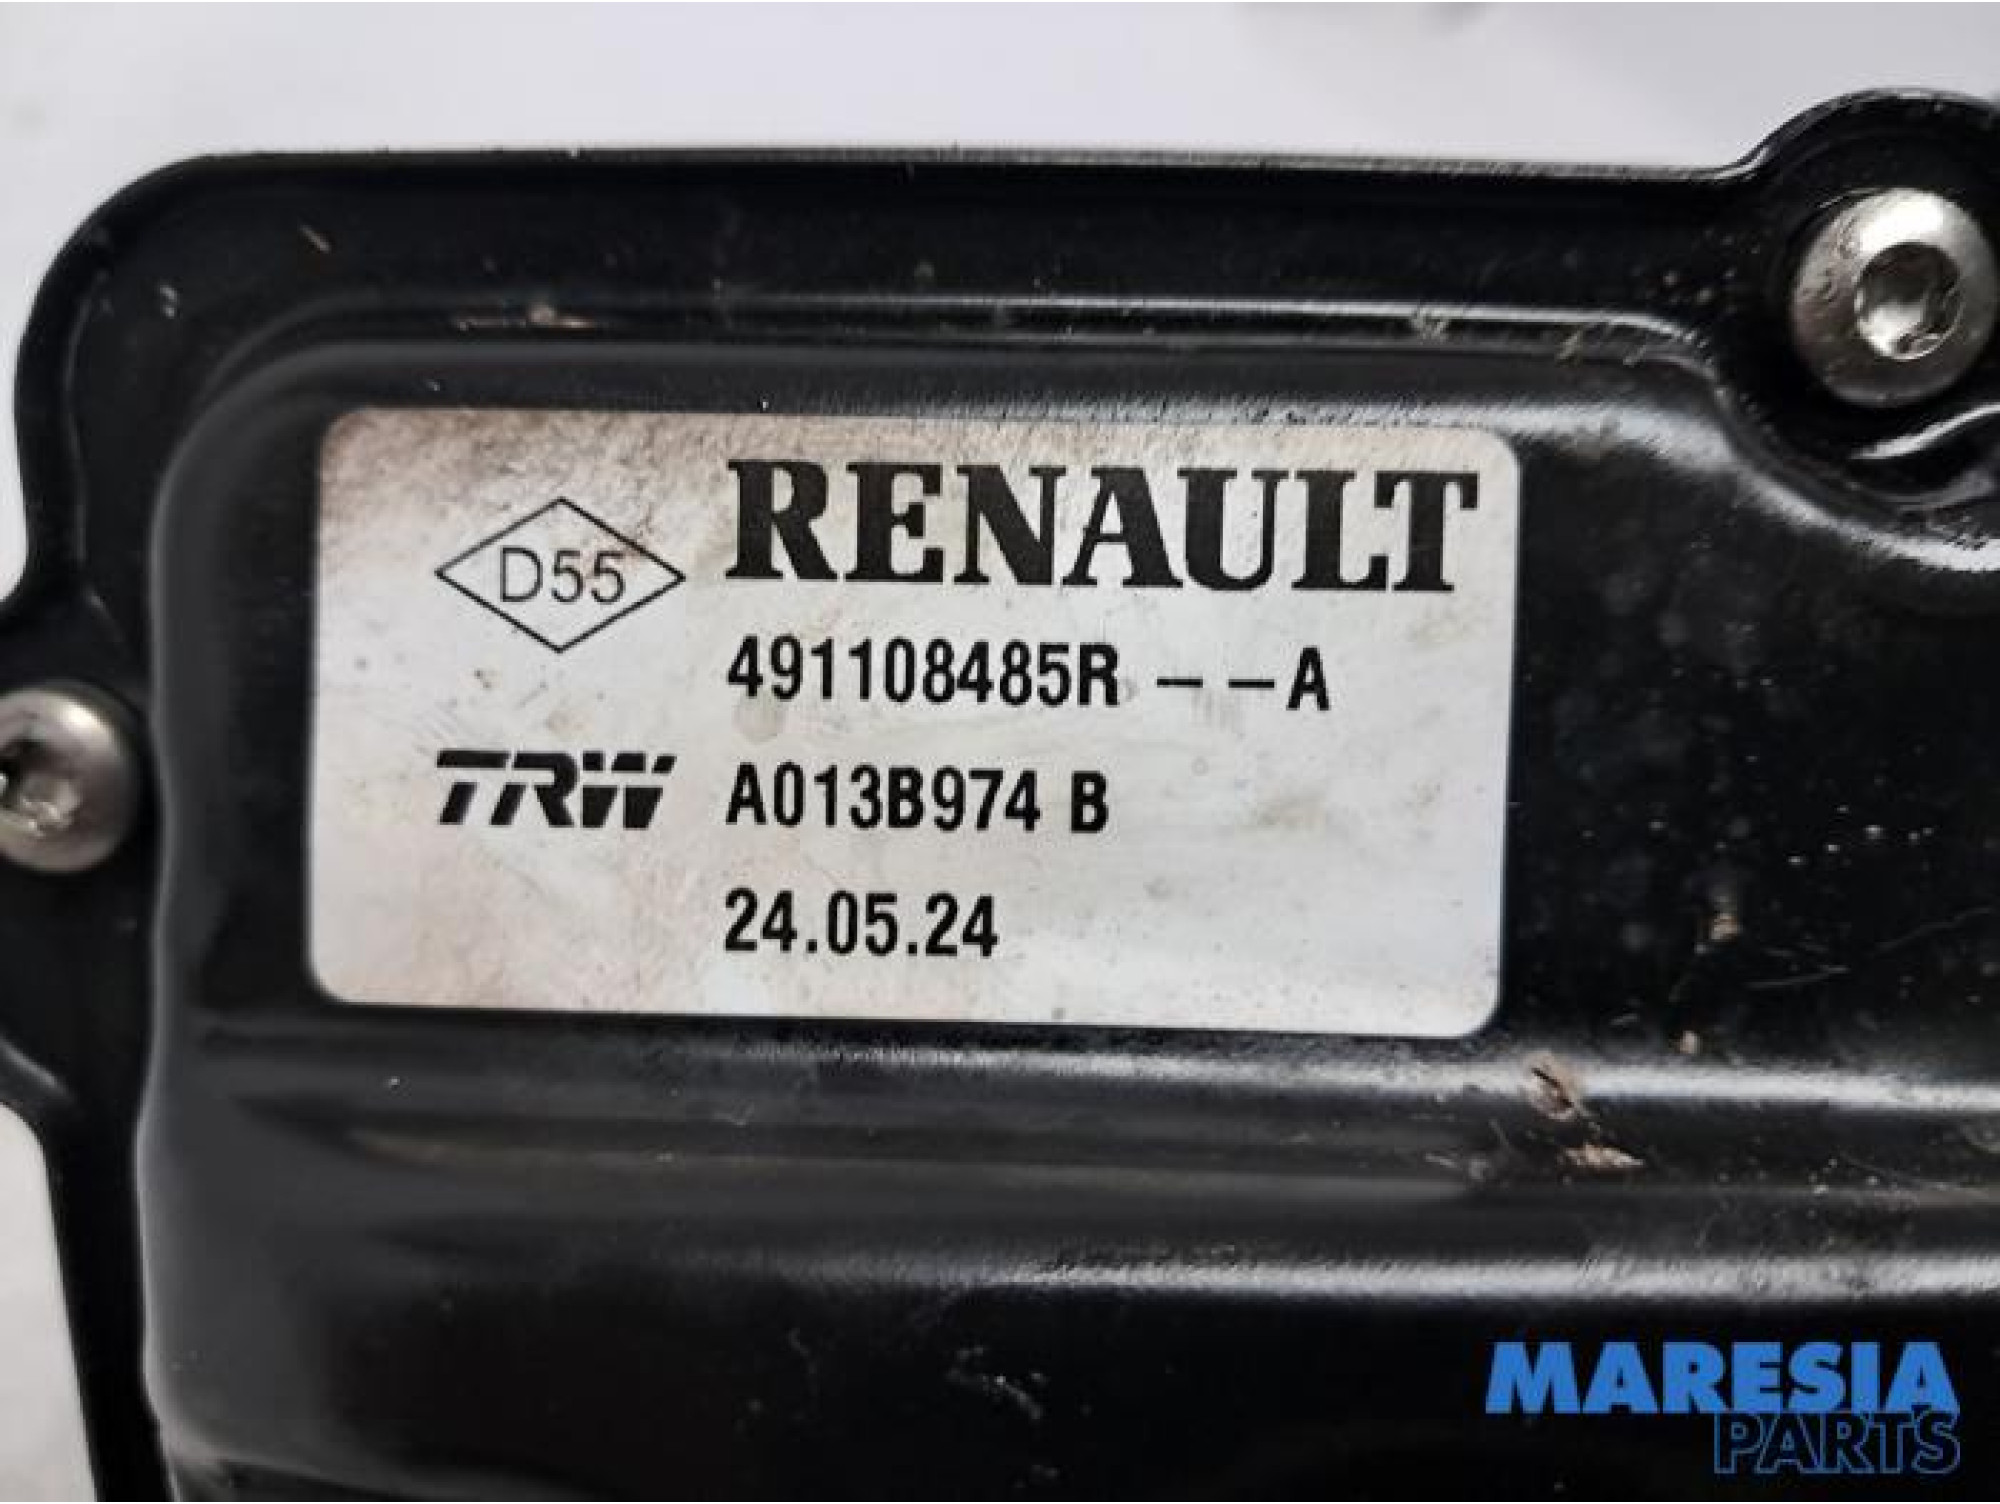 RENAULT
D55
491108485R - - A
TRW A013B974 B
24.05.24
MARESIA
PARTS